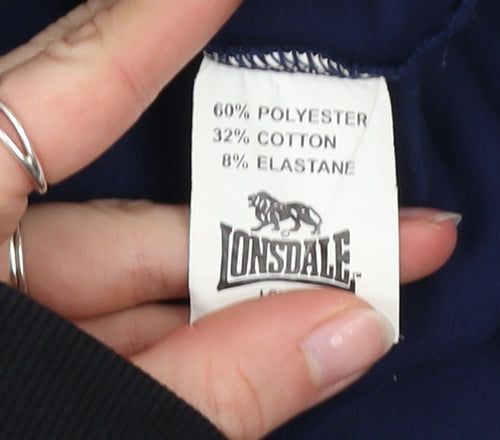 60% POLYESTER
32% COTTON
8% ELASTANE
LONSDALE